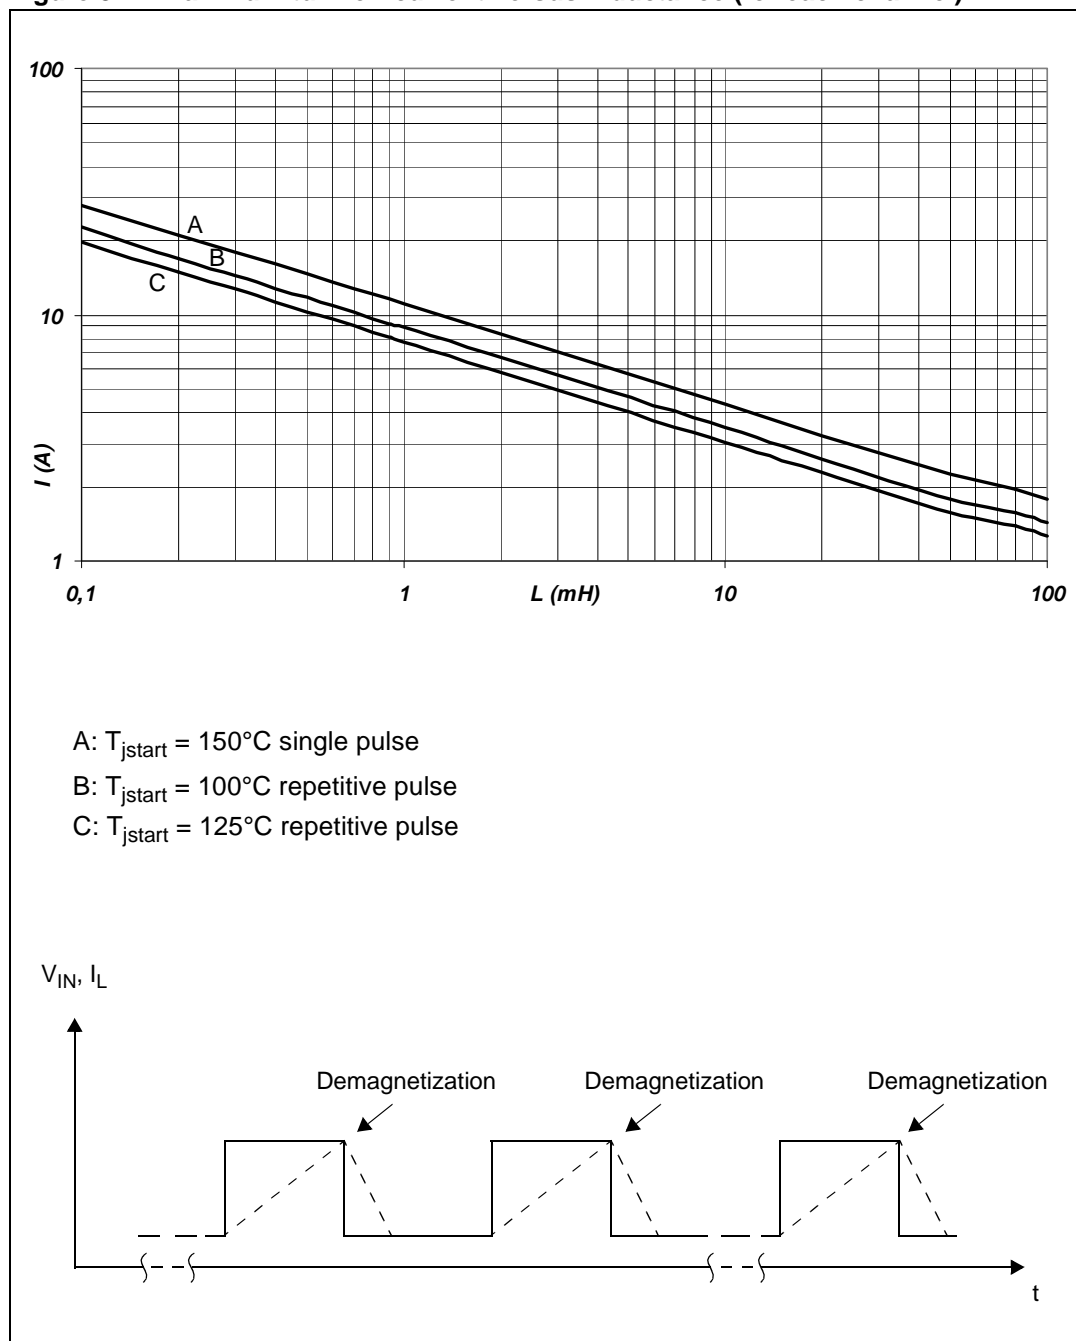 100
A
B
C
10
I (A)
1
0,1
1
L (mH)
10
100
A: Tjstart = 150°C single pulse
B: Tjstart = 100°C repetitive pulse
C: Tjstart = 125°C repetitive pulse
VIN, IL
Demagnetization
Demagnetization
Demagnetization
t